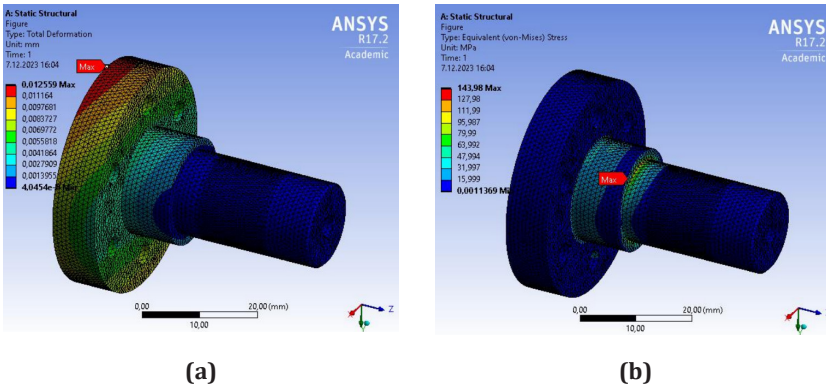 A: Static Structural
Figure
Type: Total Deformation
Unit: mm
Time: 1
7.12.2023 16:04
ANSYS
R17.2
Academic
Max
0,012559 Max
0,011164
0,0097681
0,0083727
0,0069772
0,0055818
0,0041864
0,0027909
0,0013955
0,00
20,00 (mm)
10,00
Z
(a)
A: Static Structural
Figure
Type: Equivalent (von-Mises) Stress
Unit: MPa
Time: 1
7.12.2023 16:04
ANSYS
R17.2
Academic
Max
143,98 Max
127,98
111,99
95,987
79,99
63,992
47,994
31,997
15,999
0,0011369 Mi
0,00
20,00 (mm)
10,00
Z
(b)